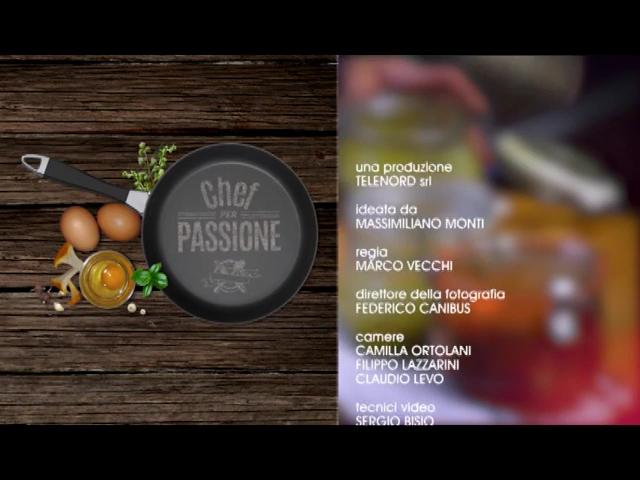 Chef
PER
PASSIONE
una produzione
TELENORD srl
ideata da
MASSIMILIANO MONTI
regia
MARCO VECCHI
direttore della fotografia
FEDERICO CANIBUS
camere
CAMILLA ORTOLANI
FILIPPO LAZZARINI
CLAUDIO LEVO
tecnici video
SERGIO BISIO